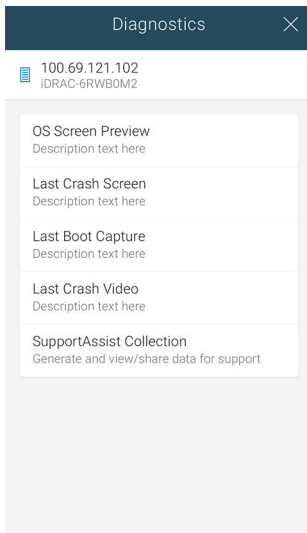 Diagnostics
100.69.121.102
iDRAC-6RWB0M2
OS Screen Preview
Description text here
Last Crash Screen
Description text here
Last Boot Capture
Description text here
Last Crash Video
Description text here
SupportAssist Collection
Generate and view/share data for support